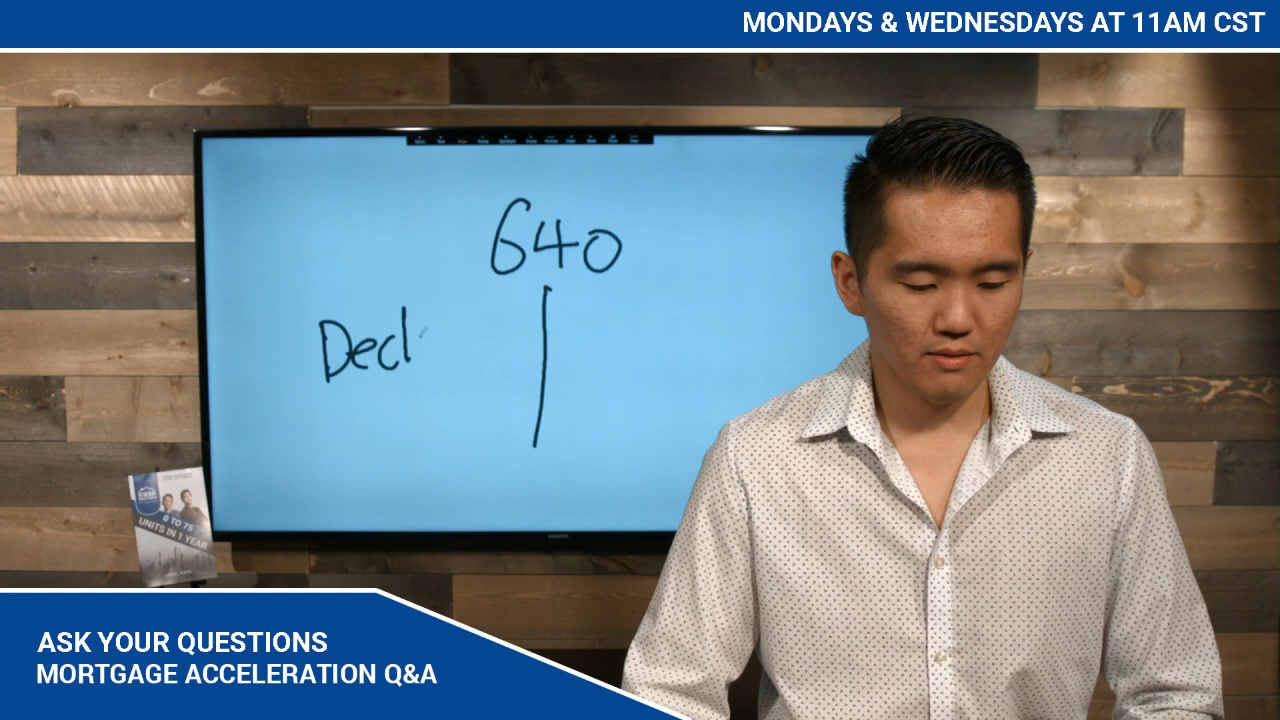 MONDAYS & WEDNESDAYS AT 11AM CST
640
Decl
0 TO 75
UNITS IN 1 YEAR
ASK YOUR QUESTIONS
MORTGAGE ACCELERATION Q&A